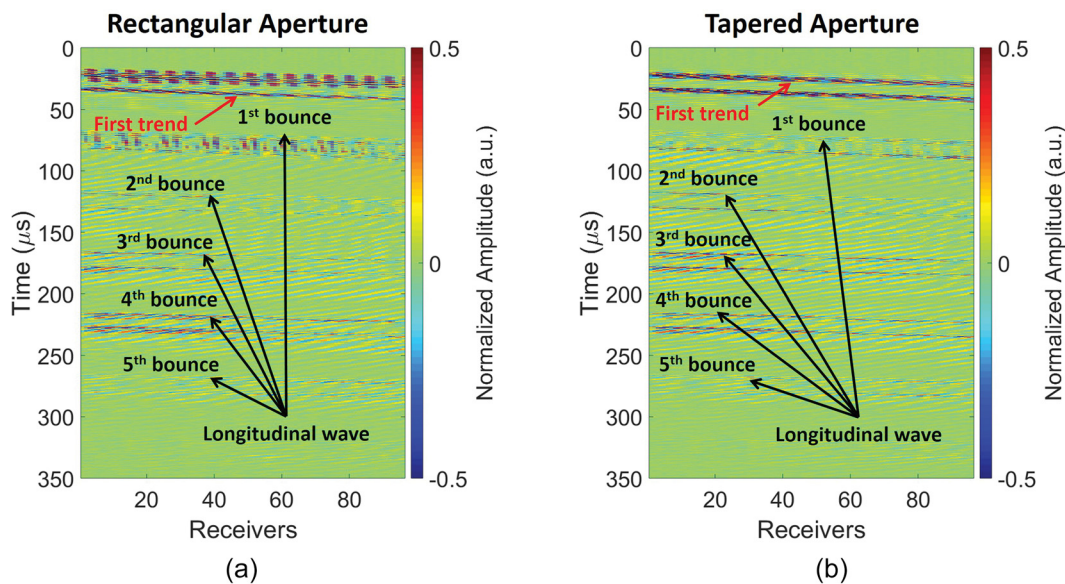 Rectangular Aperture
0
50
100
150
200
250
300
350
Time (μs)
20
40
60
80
Receivers
First trend
1st bounce
2nd bounce
3rd bounce
4th bounce
5th bounce
Longitudinal wave
0.5
0
-0.5
Normalized Amplitude (a.u.)
(a)
Tapered Aperture
0
50
100
150
200
250
300
350
Time (μs)
20
40
60
80
Receivers
First trend
1st bounce
2nd bounce
3rd bounce
4th bounce
5th bounce
Longitudinal wave
0.5
0
-0.5
Normalized Amplitude (a.u.)
(b)